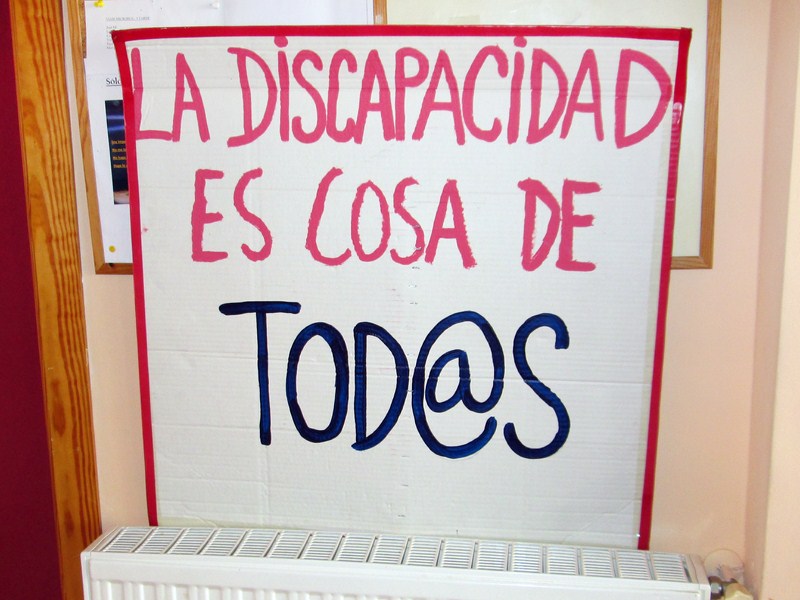 LA DiSCAPACiDAD
ES COSA DE
TOD@S